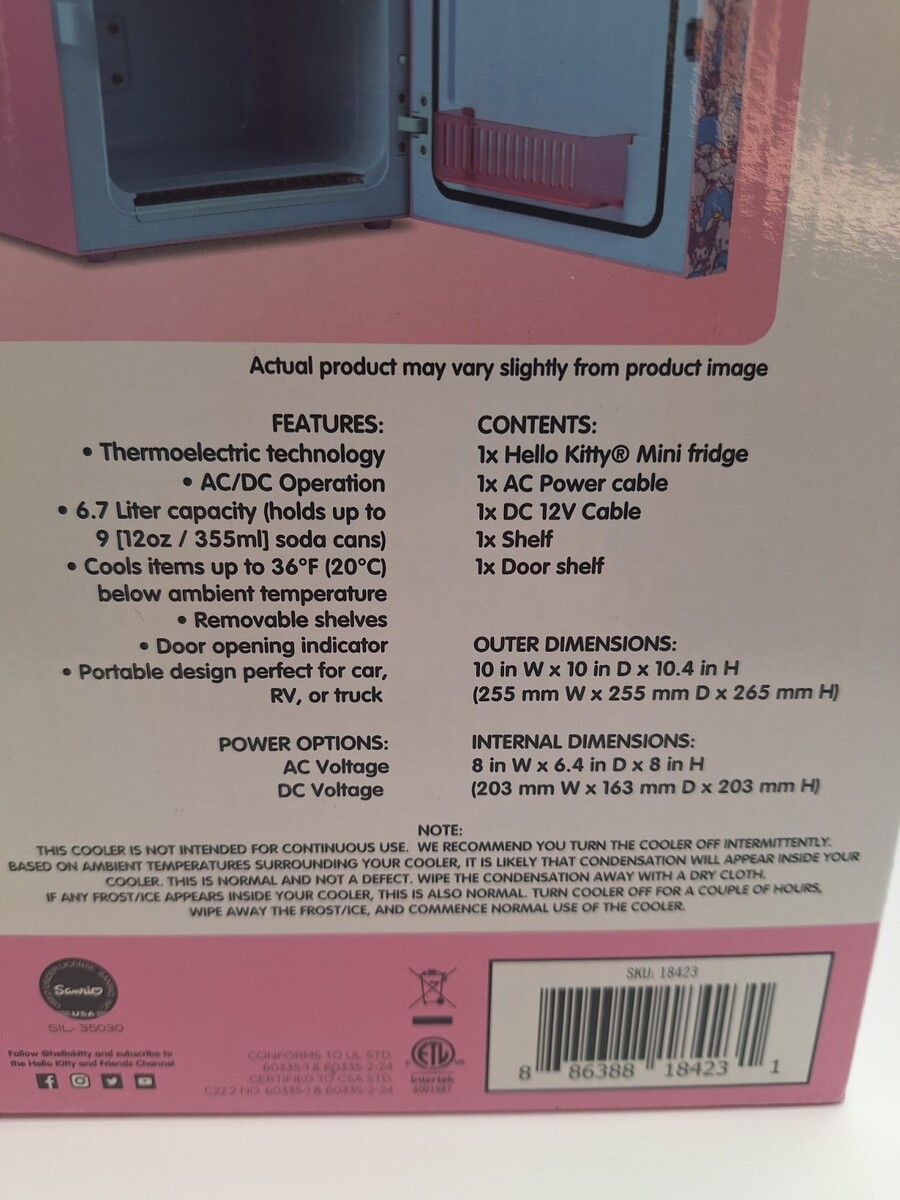 Actual product may vary slightly from product image
FEATURES:
• Thermoelectric technology
• AC/DC Operation
• 6.7 Liter capacity (holds up to
9 [12oz / 355ml] soda cans)
• Cools items up to 36°F (20°C)
below ambient temperature
• Removable shelves
• Door opening indicator
• Portable design perfect for car,
RV, or truck
POWER OPTIONS:
AC Voltage
DC Voltage
CONTENTS:
1x Hello Kitty® Mini fridge
1x AC Power cable
1x DC 12V Cable
1x Shelf
1x Door shelf
OUTER DIMENSIONS:
10 in W x 10 in D x 10.4 in H
(255 mm W x 255 mm D x 265 mm H)
INTERNAL DIMENSIONS:
8 in W x 6.4 in D x 8 in H
(203 mm W x 163 mm D x 203 mm H)
NOTE:
THIS COOLER IS NOT INTENDED FOR CONTINUOUS USE. WE RECOMMEND YOU TURN THE COOLER OFF INTERMITTENTLY.
BASED ON AMBIENT TEMPERATURES SURROUNDING YOUR COOLER, IT IS LIKELY THAT CONDENSATION WILL APPEAR INSIDE YOUR
COOLER. THIS IS NORMAL AND NOT A DEFECT. WIPE THE CONDENSATION AWAY WITH A DRY CLOTH.
IF ANY FROST/ICE APPEARS INSIDE YOUR COOLER, THIS IS ALSO NORMAL. TURN COOLER OFF FOR A COUPLE OF HOURS,
WIPE AWAY THE FROST/ICE, AND COMMENCE NORMAL USE OF THE COOLER.
Sanrio
USA
SIL- 35030
Follow @hellokitty and subscribe to
the Hello Kitty and Friends Channel
CONFORMS TO UL STD.
60335-1 & 60335-2-24
CERTIFIED TO CSA STD.
C22.2 NO. 60335-1 & 60335-2-24
ETL
Intertek
4001987
SKU: 18423
8 86388 18423 1